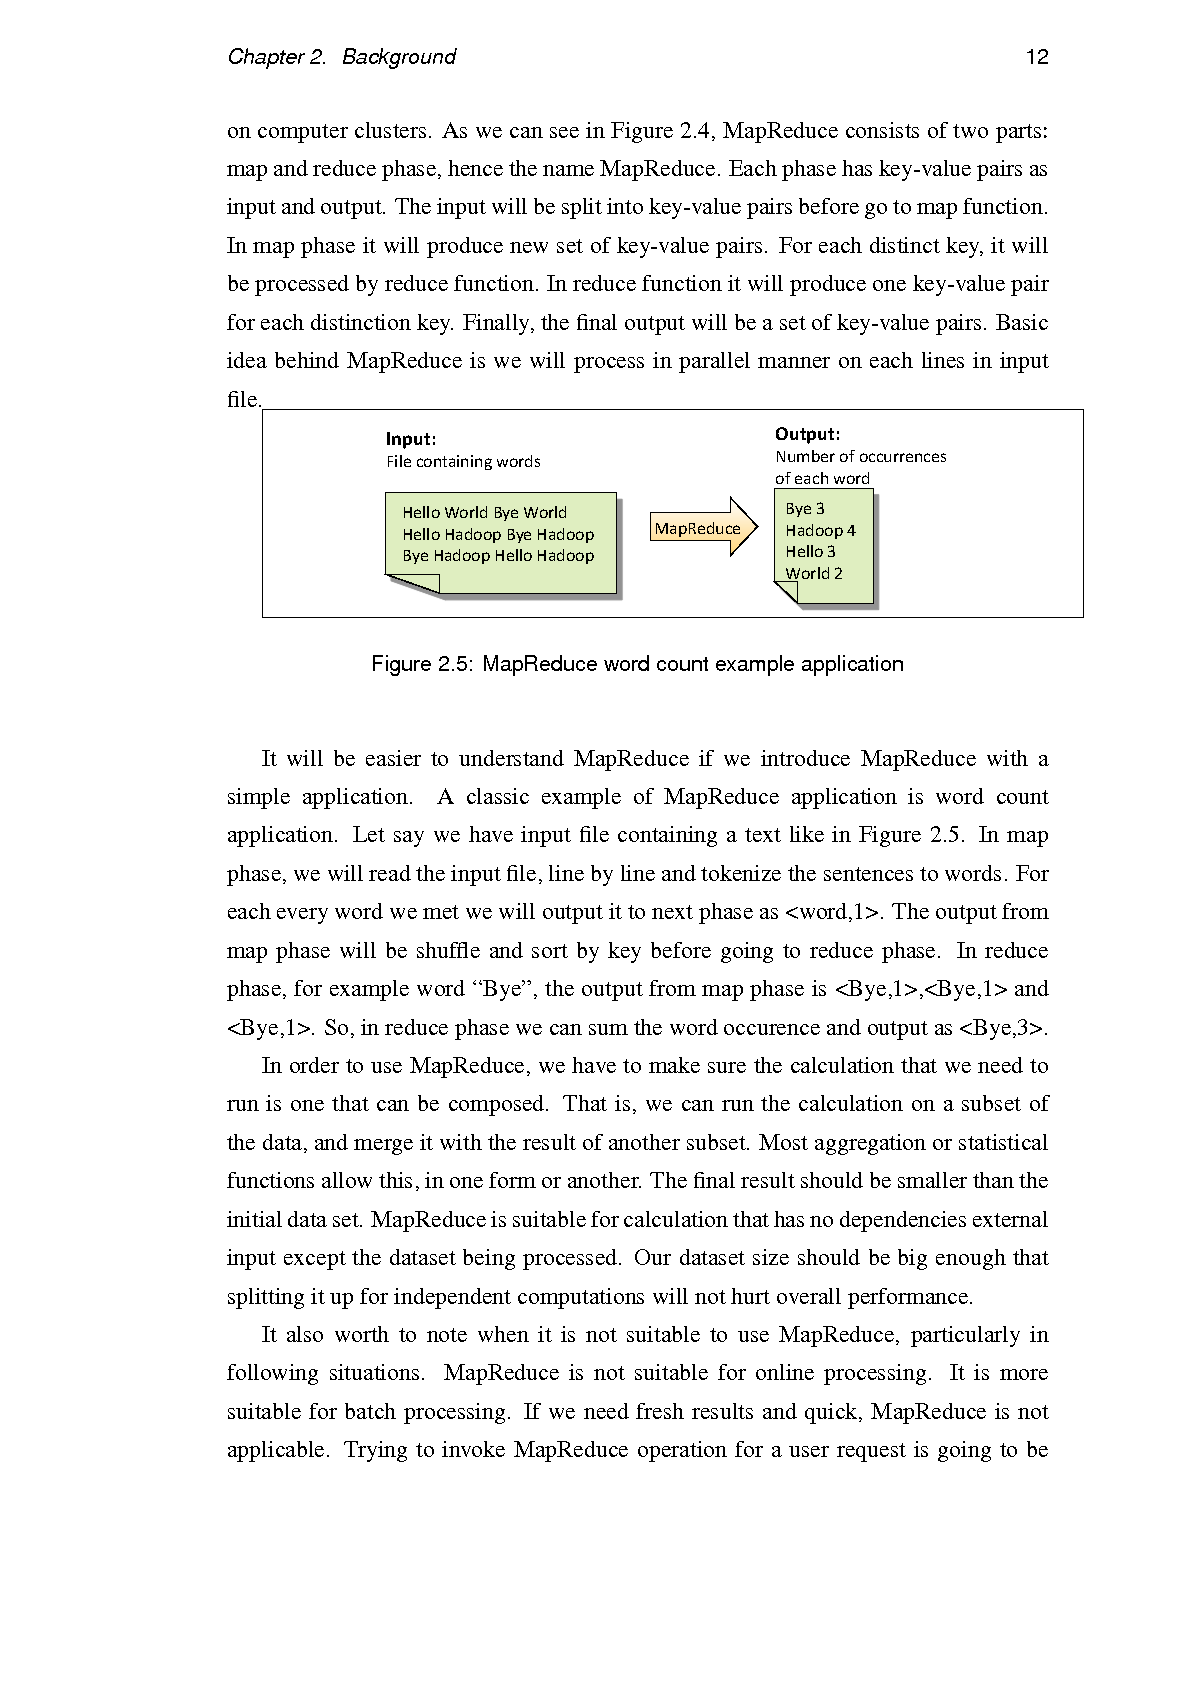 Chapter 2. Background 12
on computer clusters. As we can see in Figure 2.4, MapReduce consists of two parts:
map and reduce phase, hence the name MapReduce. Each phase has key-value pairs as
input and output. The input will be split into key-value pairs before go to map function.
In map phase it will produce new set of key-value pairs. For each distinct key, it will
be processed by reduce function. In reduce function it will produce one key-value pair
for each distinction key. Finally, the final output will be a set of key-value pairs. Basic
idea behind MapReduce is we will process in parallel manner on each lines in input
file.
Input:
File containing words
Hello World Bye World
Hello Hadoop Bye Hadoop
Bye Hadoop Hello Hadoop
MapReduce
Output:
Number of occurrences
of each word
Bye 3
Hadoop 4
Hello 3
World 2
Figure 2.5: MapReduce word count example application
It will be easier to understand MapReduce if we introduce MapReduce with a
simple application. A classic example of MapReduce application is word count
application. Let say we have input file containing a text like in Figure 2.5. In map
phase, we will read the input file, line by line and tokenize the sentences to words. For
each every word we met we will output it to next phase as <word,1>. The output from
map phase will be shuffle and sort by key before going to reduce phase. In reduce
phase, for example word “Bye”, the output from map phase is <Bye,1>,<Bye,1> and
<Bye,1>. So, in reduce phase we can sum the word occurence and output as <Bye,3>.
In order to use MapReduce, we have to make sure the calculation that we need to
run is one that can be composed. That is, we can run the calculation on a subset of
the data, and merge it with the result of another subset. Most aggregation or statistical
functions allow this, in one form or another. The final result should be smaller than the
initial data set. MapReduce is suitable for calculation that has no dependencies external
input except the dataset being processed. Our dataset size should be big enough that
splitting it up for independent computations will not hurt overall performance.
It also worth to note when it is not suitable to use MapReduce, particularly in
following situations. MapReduce is not suitable for online processing. It is more
suitable for batch processing. If we need fresh results and quick, MapReduce is not
applicable. Trying to invoke MapReduce operation for a user request is going to be